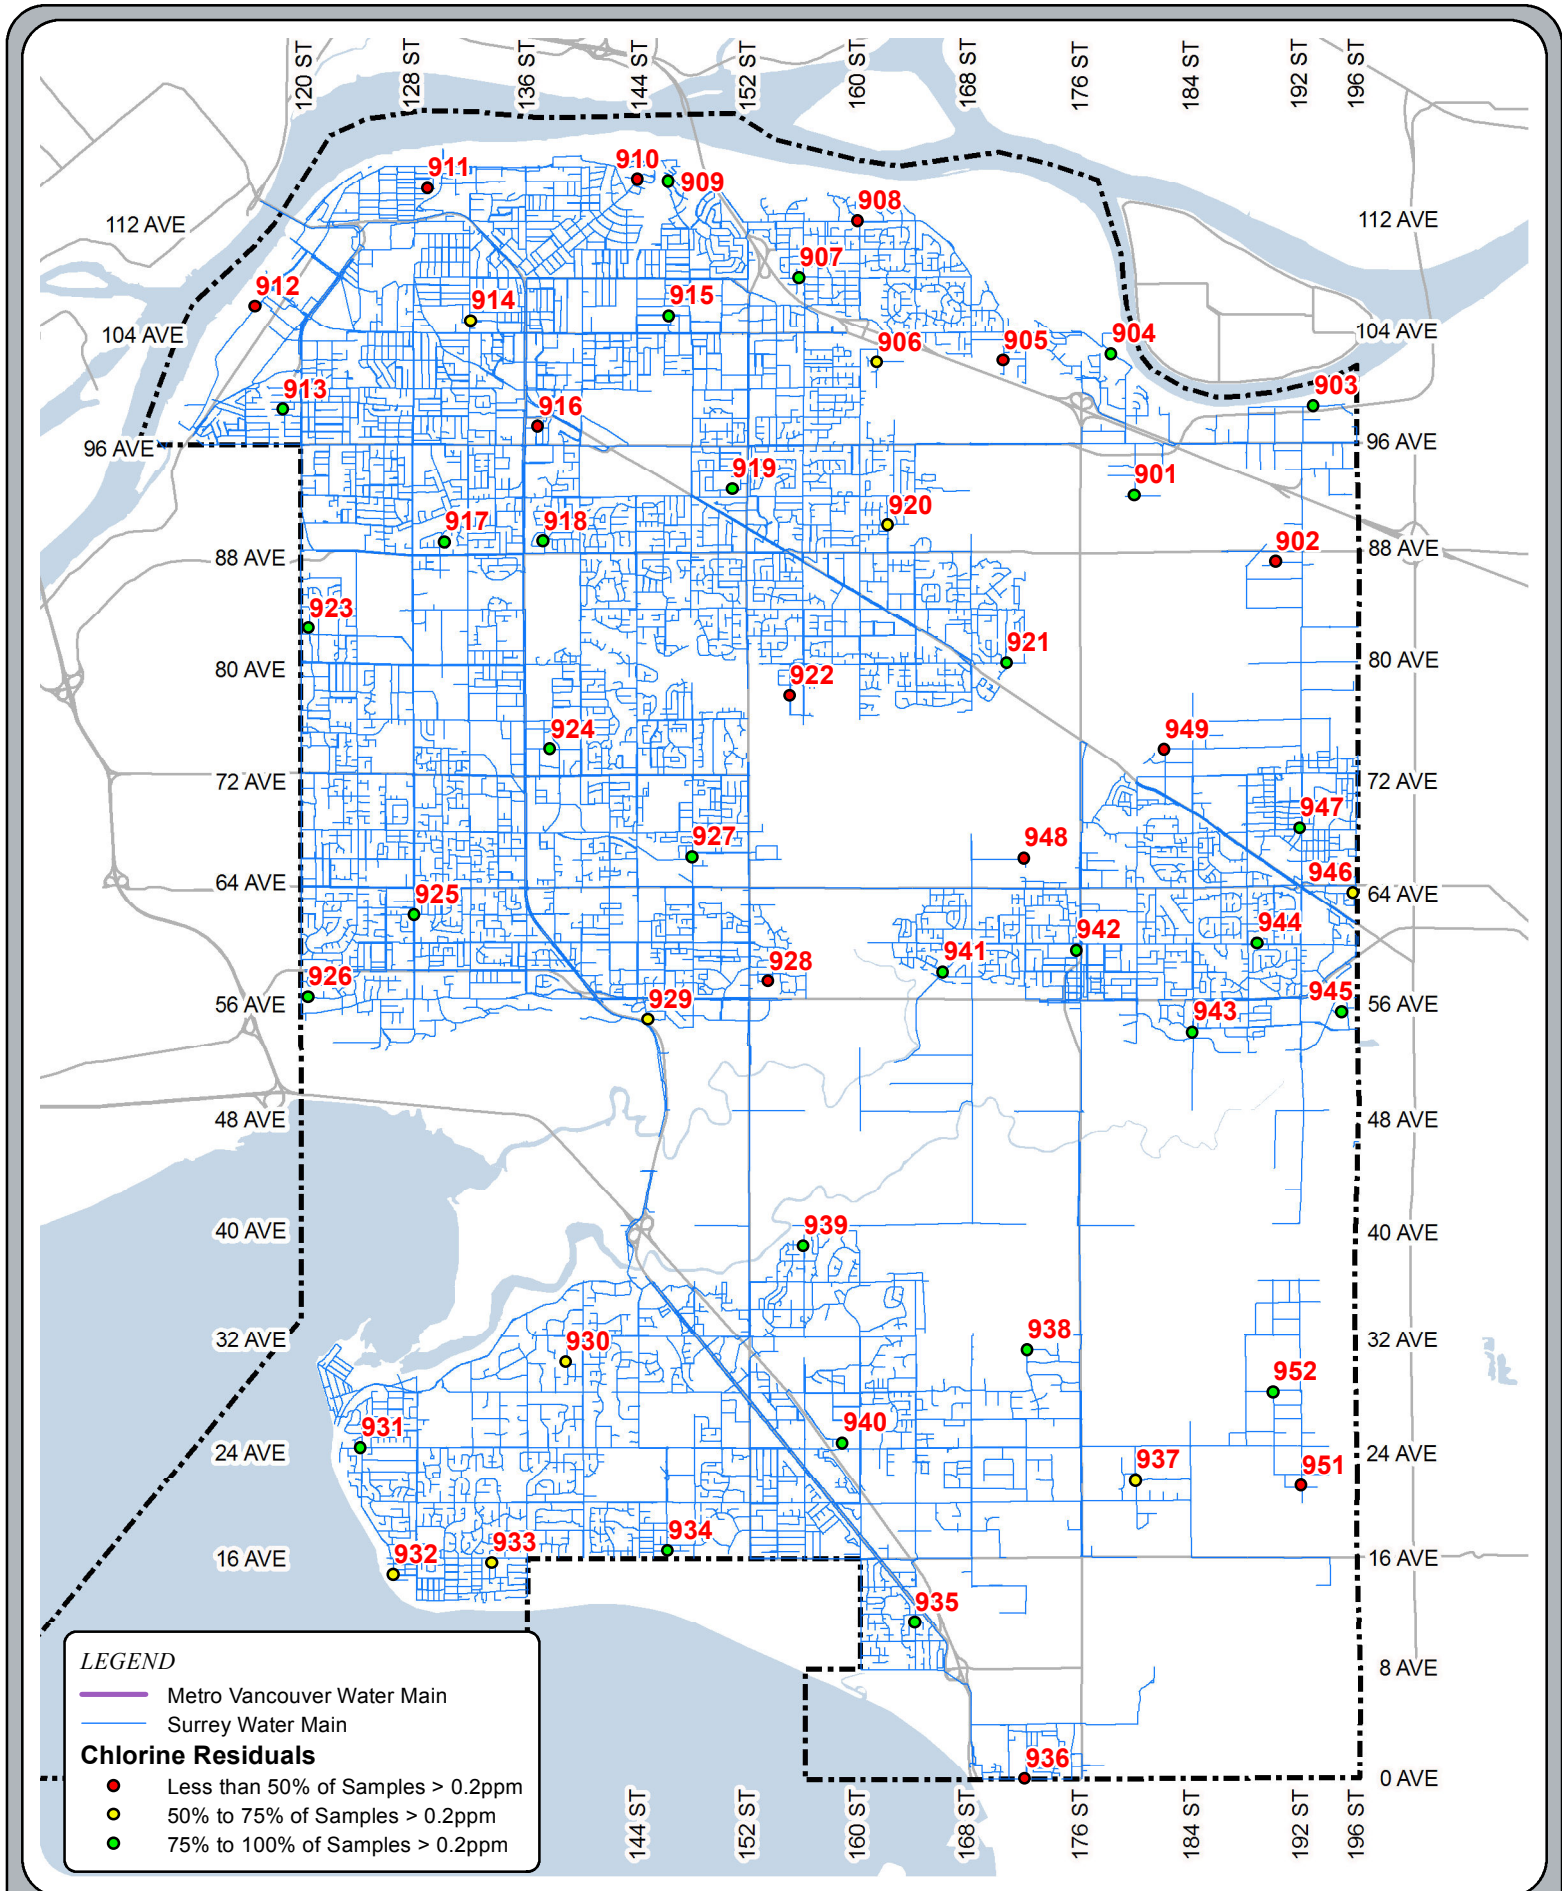 120 ST
128 ST
136 ST
144 ST
152 ST
160 ST
168 ST
176 ST
184 ST
192 ST
196 ST
911
910
909
908
112 AVE
112 AVE
907
912
914
915
104 AVE
906
905
904
104 AVE
913
916
903
96 AVE
96 AVE
919
901
920
917
918
902
88 AVE
88 AVE
923
921
80 AVE
922
80 AVE
924
949
72 AVE
72 AVE
947
927
948
946
64 AVE
925
64 AVE
944
942
928
941
926
945
56 AVE
929
943
56 AVE
48 AVE
48 AVE
40 AVE
939
40 AVE
32 AVE
930
938
32 AVE
952
931
940
24 AVE
937
951
24 AVE
934
933
932
16 AVE
16 AVE
935
8 AVE
936
0 AVE
LEGEND
Metro Vancouver Water Main
Surrey Water Main
Chlorine Residuals
Less than 50% of Samples > 0.2ppm
50% to 75% of Samples > 0.2ppm
75% to 100% of Samples > 0.2ppm
144 ST
152 ST
160 ST
168 ST
176 ST
184 ST
192 ST
196 ST